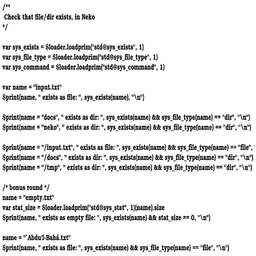 /**
 Check that file/dir exists, in Neko
*/
var sys_exists = $loader.loadprim("std@sys_exists", 1)
var sys_file_type = $loader.loadprim("std@sys_file_type", 1)
var sys_command = $loader.loadprim("std@sys_command", 1)
var name = "input.txt"
$print(name, " exists as file: ", sys_exists(name), "\n")
$print(name = "docs", " exists as dir: ", sys_exists(name) && sys_file_type(name) == "dir", "\n")
$print(name = "neko", " exists as dir: ", sys_exists(name) && sys_file_type(name) == "dir", "\n")
$print(name = "/input.txt", " exists as file: ", sys_exists(name) && sys_file_type(name) == "file",
$print(name = "/docs", " exists as dir: ", sys_exists(name) && sys_file_type(name) == "dir", "\n")
$print(name = "/tmp", " exists as dir: ", sys_exists(name) && sys_file_type(name) == "dir", "\n")
/* bonus round */
name = "empty.txt"
var stat_size = $loader.loadprim("std@sys_stat", 1)(name).size
$print(name, " exists as empty file: ", sys_exists(name) && stat_size == 0, "\n")
name = "`Abdu'l-Bahá.txt"
$print(name, " exists as file: ", sys_exists(name) && sys_file_type(name) == "file", "\n")